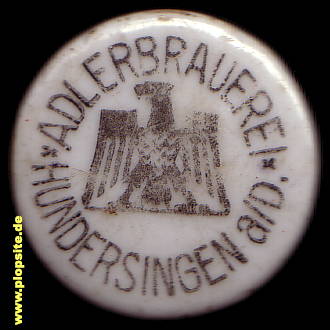 *ADLERBRAUEREI*
HUNDERSINGEN a/D.
www.plopsite.de